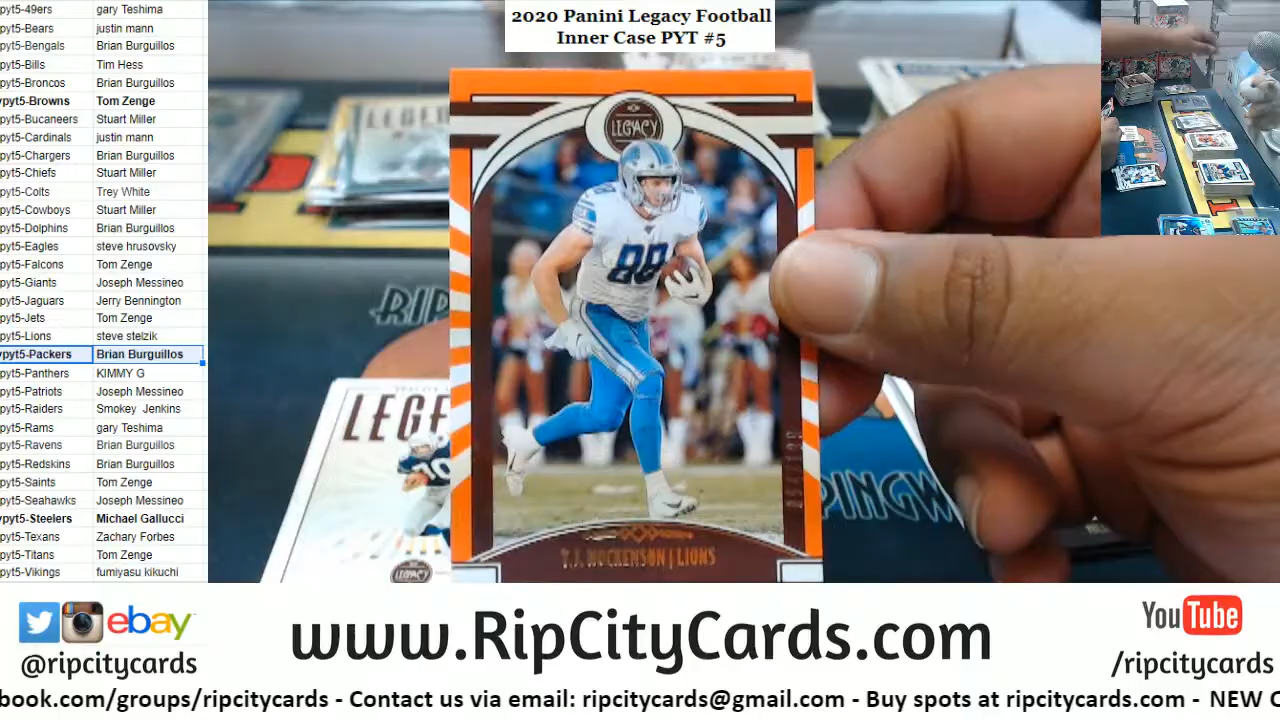 2020 Panini Legacy Football
Inner Case PYT #5
pyt5-49ers gary Teshima
pyt5-Bears justin mann
pyt5-Bengals Brian Burguillos
pyt5-Bills Tim Hess
pyt5-Broncos Brian Burguillos
pyt5-Browns Tom Zenge
pyt5-Bucaneers Stuart Miller
pyt5-Cardinals justin mann
pyt5-Chargers Brian Burguillos
pyt5-Chiefs Stuart Miller
pyt5-Colts Trey White
pyt5-Cowboys Stuart Miller
pyt5-Dolphins Brian Burguillos
pyt5-Eagles steve hrusovsky
pyt5-Falcons Tom Zenge
pyt5-Giants Joseph Messineo
pyt5-Jaguars Jerry Bennington
pyt5-Jets Tom Zenge
pyt5-Lions steve stelzik
pyt5-Packers Brian Burguillos
pyt5-Panthers KIMMY G
pyt5-Patriots Joseph Messineo
pyt5-Raiders Smokey Jenkins
pyt5-Rams gary Teshima
pyt5-Ravens Brian Burguillos
pyt5-Redskins Brian Burguillos
pyt5-Saints Tom Zenge
pyt5-Seahawks Joseph Messineo
pyt5-Steelers Michael Gallucci
pyt5-Texans Zachary Forbes
pyt5-Titans Tom Zenge
pyt5-Vikings fumiyasu kikuchi
LEGACY
88
T.J. HOCKENSON | LIONS
RIP
PINGW
LEGE
LEGACY
ebay
@ripcitycards
www.RipCityCards.com
YouTube
/ripcitycards
book.com/groups/ripcitycards - Contact us via email: ripcitycards@gmail.com - Buy spots at ripcitycards.com - NEW